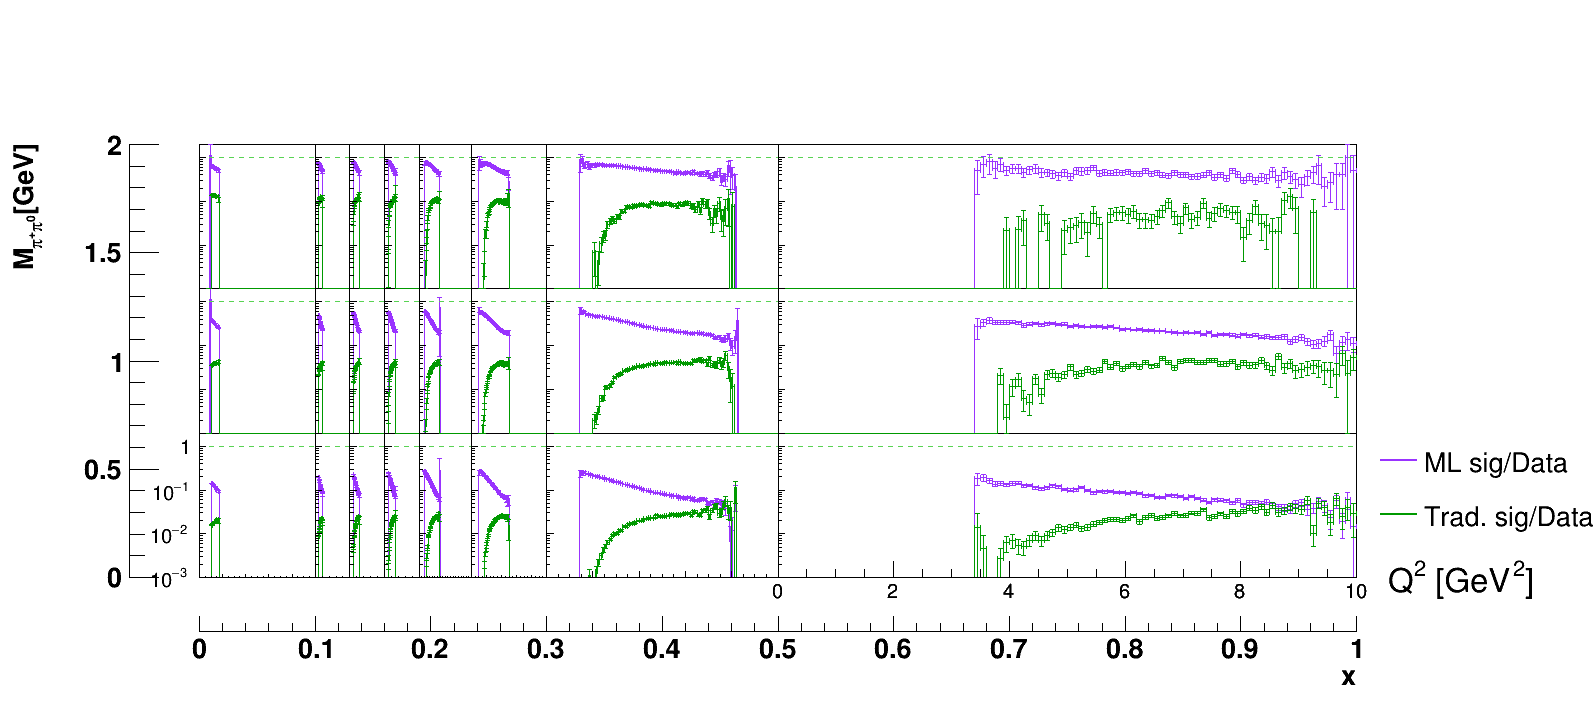 M π⁺π⁰ [GeV]
2
1.5
1
0.5
0
1
10⁻¹
10⁻²
10⁻³
0 2 4 6 8 10
Q² [GeV²]
0 0.1 0.2 0.3 0.4 0.5 0.6 0.7 0.8 0.9 1
x
ML sig/Data
Trad. sig/Data